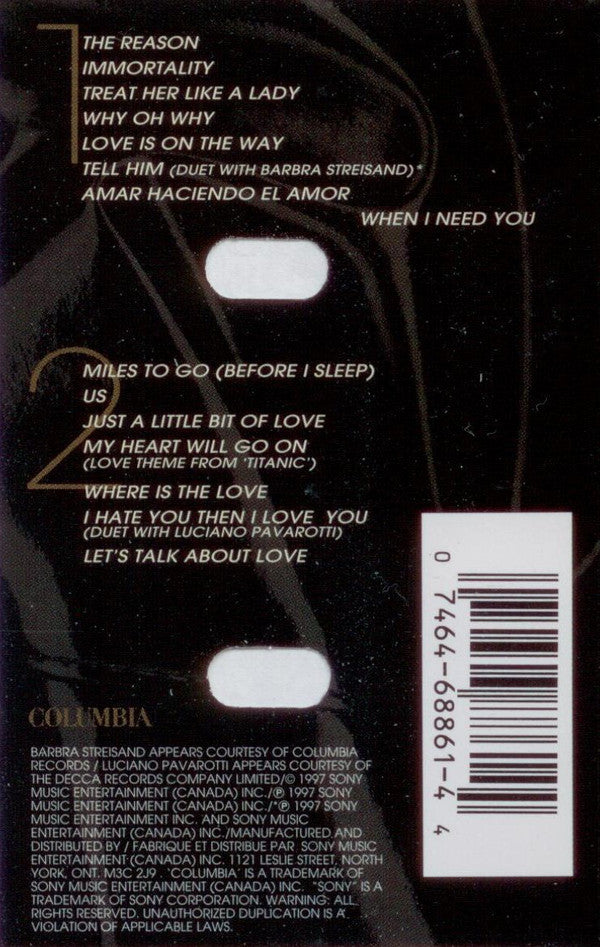 1
THE REASON
IMMORTALITY
TREAT HER LIKE A LADY
WHY OH WHY
LOVE IS ON THE WAY
TELL HIM (DUET WITH BARBRA STREISAND)*
AMAR HACIENDO EL AMOR
WHEN I NEED YOU
2
MILES TO GO (BEFORE I SLEEP)
US
JUST A LITTLE BIT OF LOVE
MY HEART WILL GO ON
(LOVE THEME FROM 'TITANIC')
WHERE IS THE LOVE
I HATE YOU THEN I LOVE YOU
(DUET WITH LUCIANO PAVAROTTI)
LET'S TALK ABOUT LOVE
0 7464-68861-4 4
COLUMBIA
BARBRA STREISAND APPEARS COURTESY OF COLUMBIA
RECORDS / LUCIANO PAVAROTTI APPEARS COURTESY OF
THE DECCA RECORDS COMPANY LIMITED/© 1997 SONY
MUSIC ENTERTAINMENT (CANADA) INC./℗ 1997 SONY
MUSIC ENTERTAINMENT (CANADA) INC./*℗ 1997 SONY
MUSIC ENTERTAINMENT INC. AND SONY MUSIC
ENTERTAINMENT (CANADA) INC./MANUFACTURED AND
DISTRIBUTED BY / FABRIQUE ET DISTRIBUE PAR SONY MUSIC
ENTERTAINMENT (CANADA) INC. 1121 LESLIE STREET, NORTH
YORK, ONT. M3C 2J9 . "COLUMBIA" IS A TRADEMARK OF
SONY MUSIC ENTERTAINMENT (CANADA) INC. "SONY" IS A
TRADEMARK OF SONY CORPORATION. WARNING: ALL
RIGHTS RESERVED. UNAUTHORIZED DUPLICATION IS A
VIOLATION OF APPLICABLE LAWS.